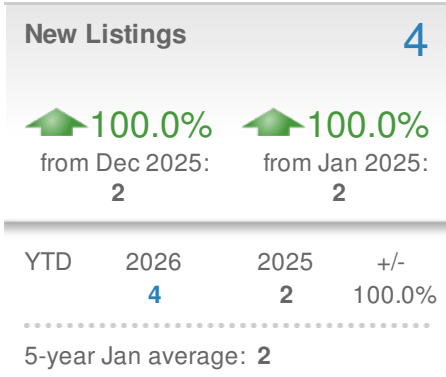 New Listings 4
100.0% 100.0%
from Dec 2025: from Jan 2025:
2 2
YTD 2026 2025 +/-
4 2 100.0%
5-year Jan average: 2